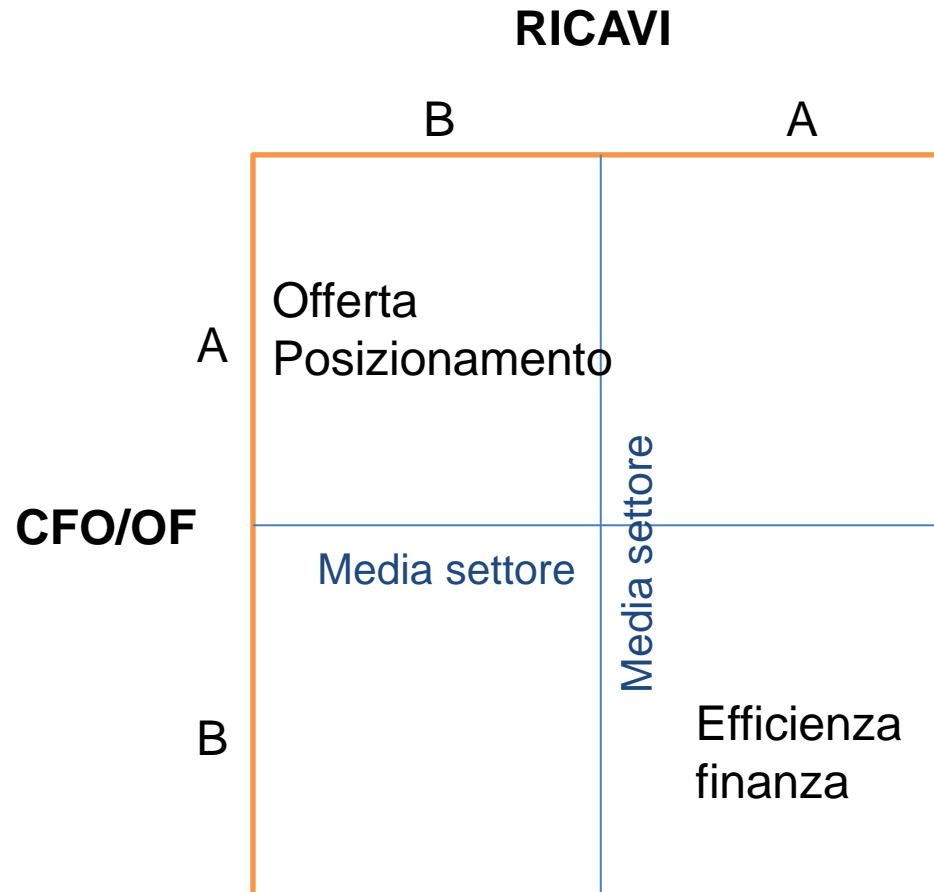 RICAVI
B
A
Offerta
Posizionamento
A
CFO/OF
Media settore
Media settore
B
Efficienza
finanza